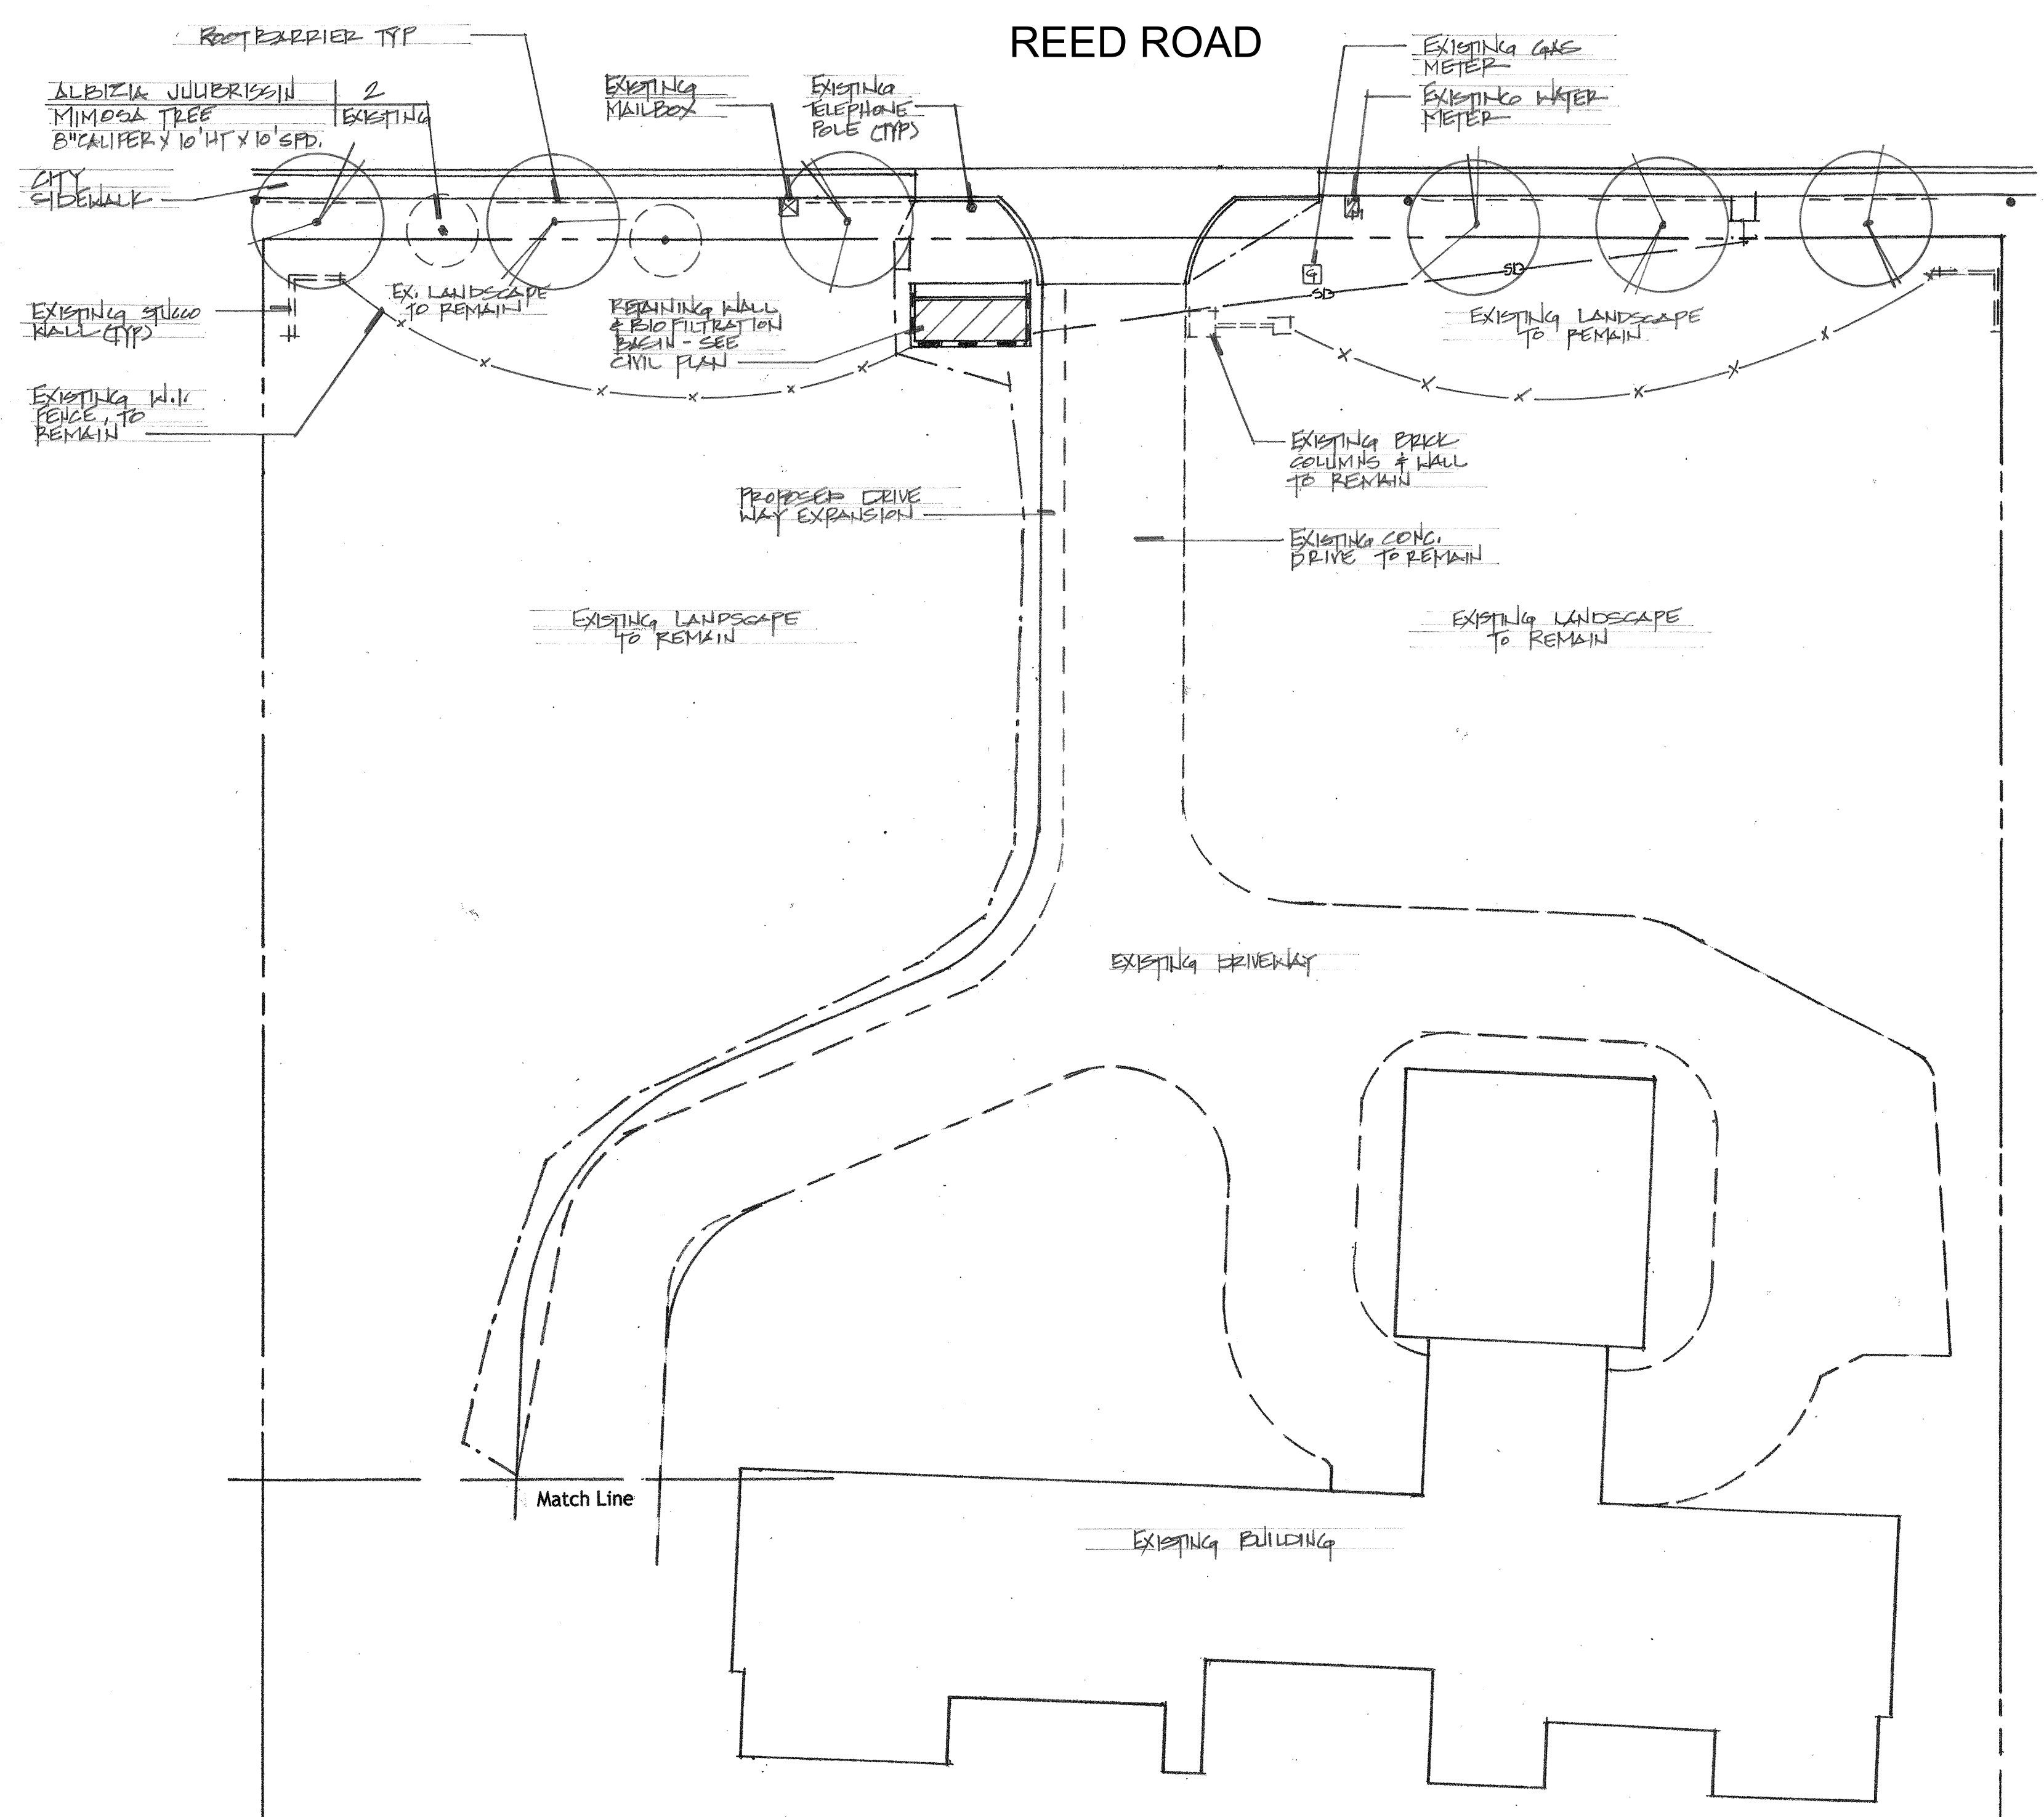 REED ROAD
ROOT BARRIER TYP
ALBIZIA JULIBRISSIN 2
MIMOSA TREE EXISTING
8" CALIPER X 10' HT X 10' SPD.
CITY
SIDEWALK
EXISTING
MAILBOX
EXISTING
TELEPHONE
POLE (TYP)
EXISTING GAS
METER
EXISTING WATER
METER
G
SD
SD
EXISTING STUCCO
WALL (TYP)
EX. LANDSCAPE
TO REMAIN
RETAINING WALL
& BIO FILTRATION
BASIN - SEE
CIVIL PLAN
EXISTING LANDSCAPE
TO REMAIN
EXISTING W.I.
FENCE, TO
REMAIN
EXISTING BRICK
COLUMNS & WALL
TO REMAIN
PROPOSED DRIVE
WAY EXPANSION
EXISTING CONC.
DRIVE TO REMAIN
EXISTING LANDSCAPE
TO REMAIN
EXISTING LANDSCAPE
TO REMAIN
EXISTING DRIVEWAY
Match Line
EXISTING BUILDING